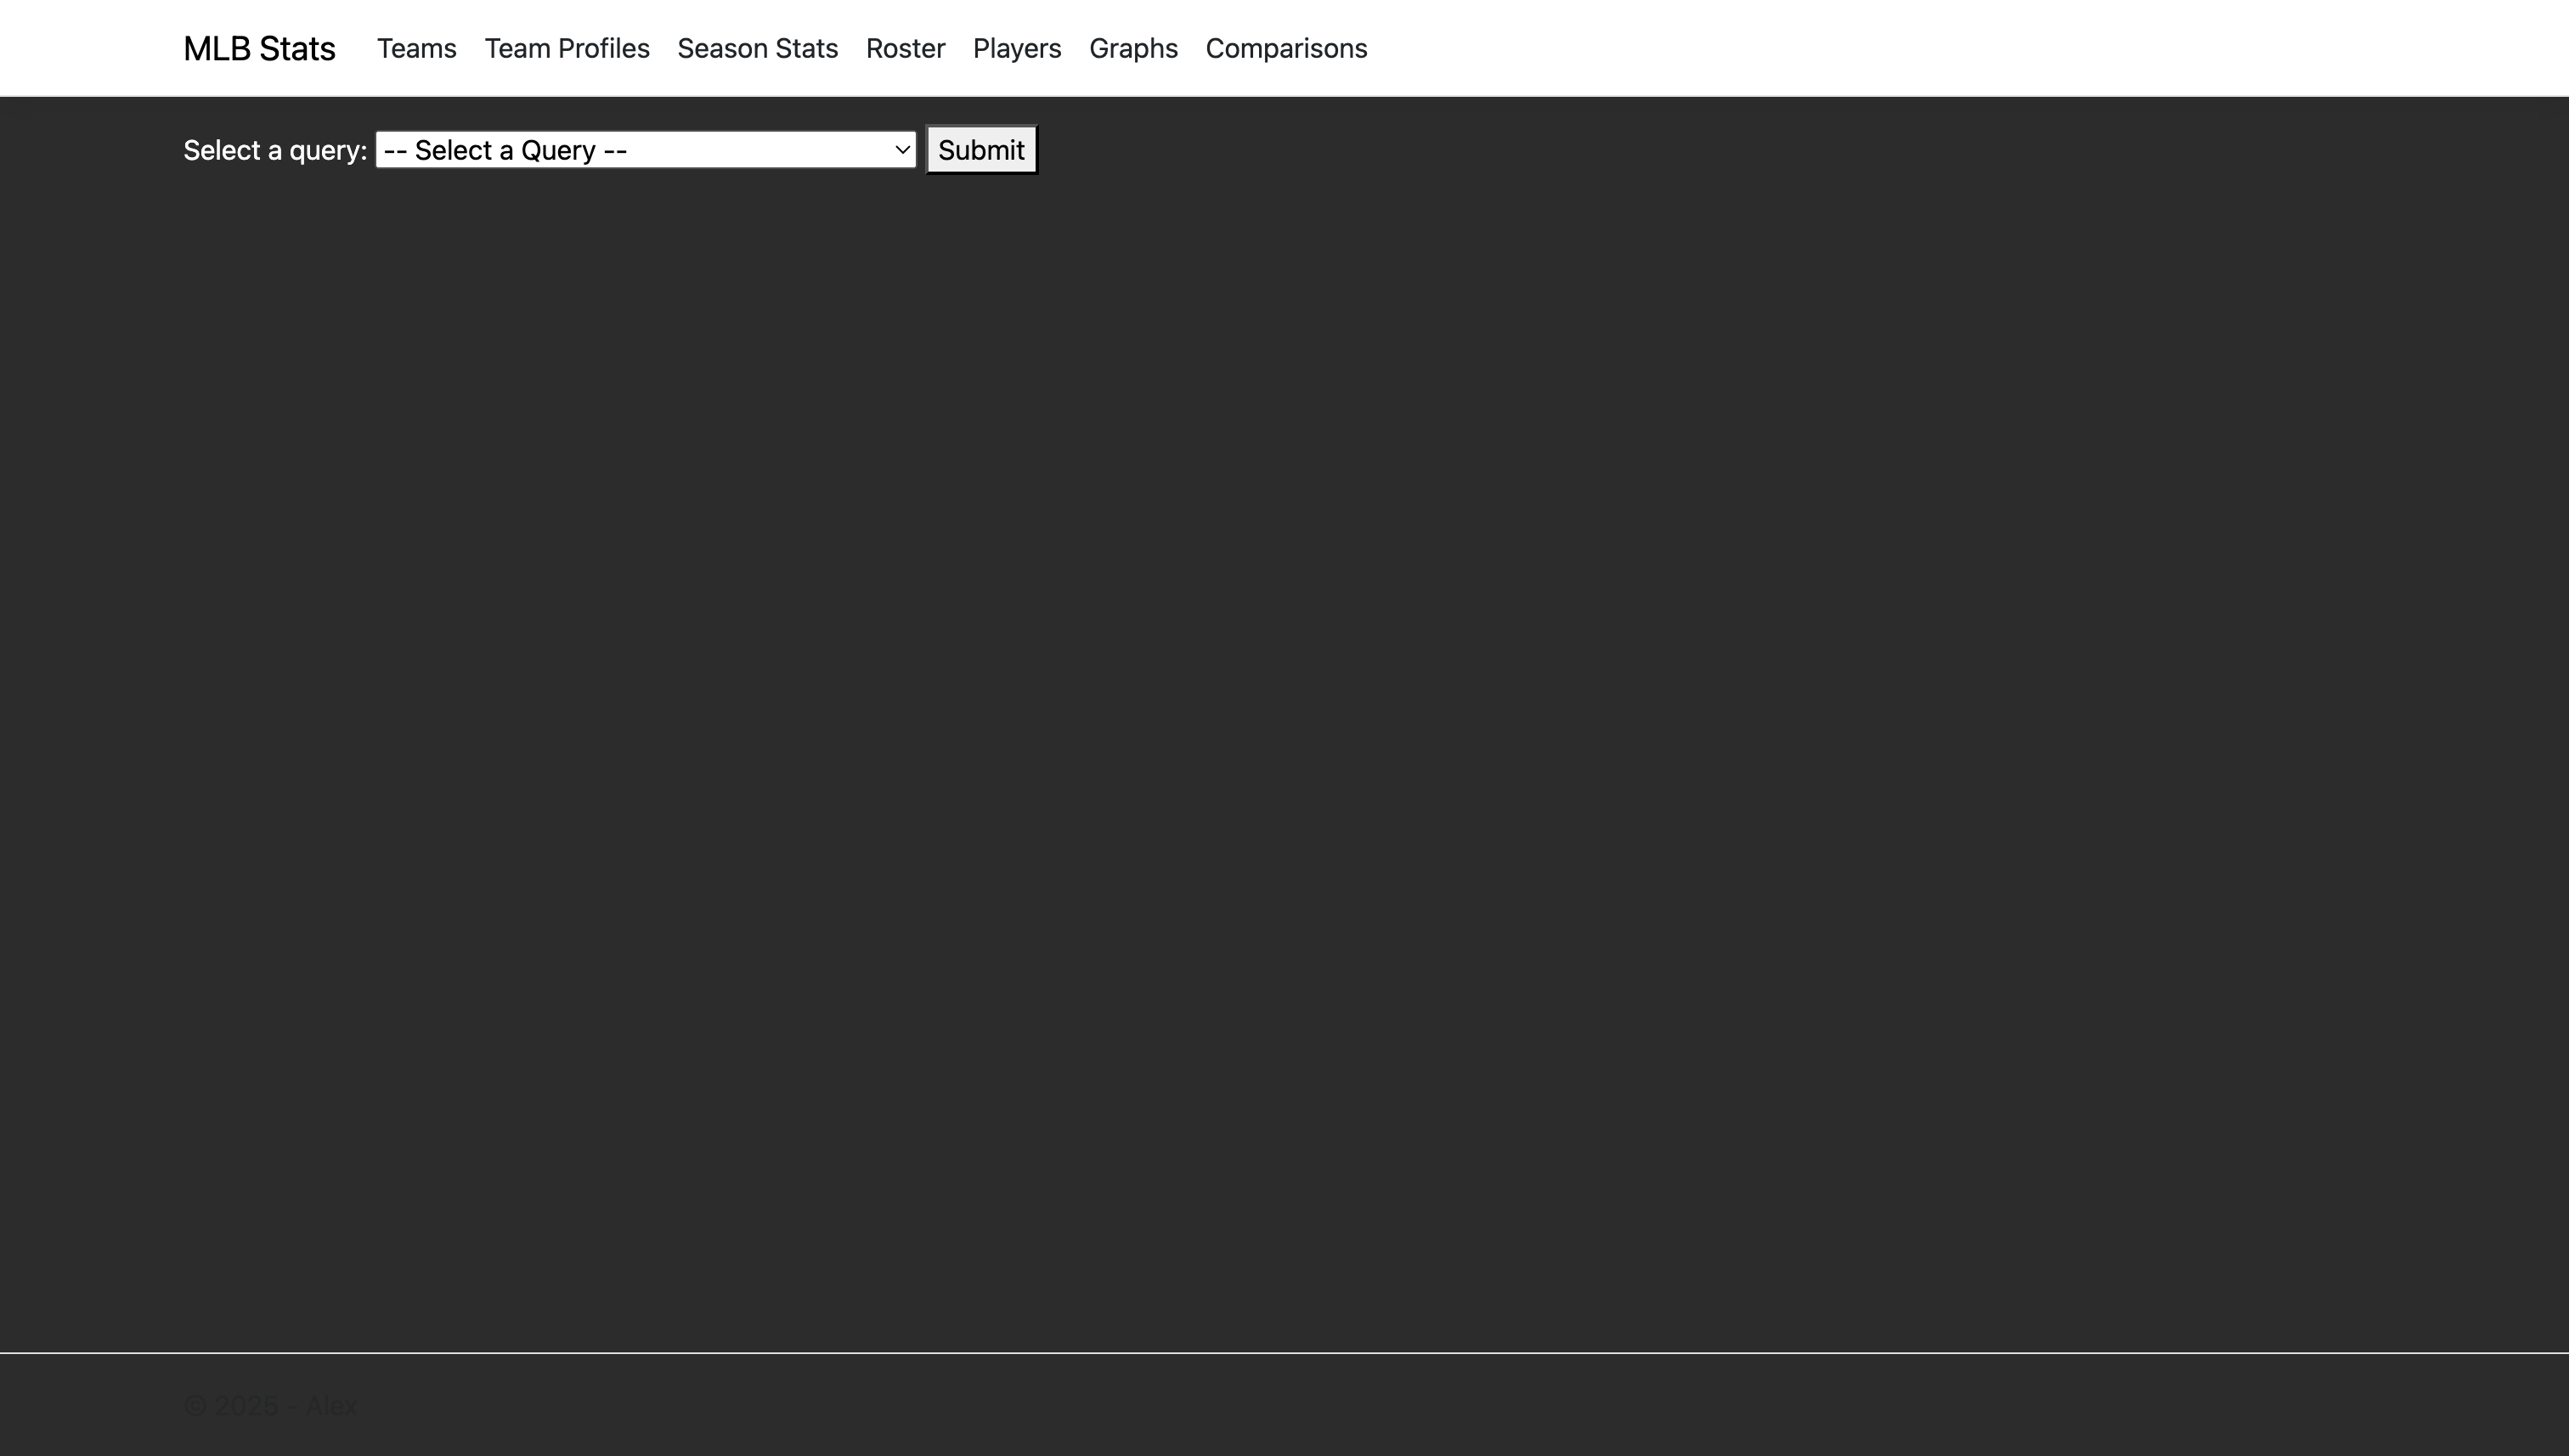 MLB Stats Teams Team Profiles Season Stats Roster Players Graphs Comparisons
Select a query: -- Select a Query -- Submit
© 2025 - Alex